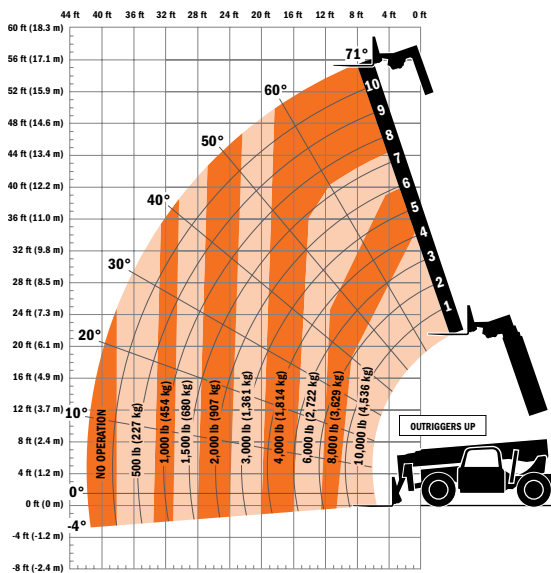 44 ft 40 ft 36 ft 32 ft 28 ft 24 ft 20 ft 16 ft 12 ft 8 ft 4 ft 0 ft
60 ft (18.3 m)
56 ft (17.1 m)
52 ft (15.9 m)
48 ft (14.6 m)
44 ft (13.4 m)
40 ft (12.2 m)
36 ft (11.0 m)
32 ft (9.8 m)
28 ft (8.5 m)
24 ft (7.3 m)
20 ft (6.1 m)
16 ft (4.9 m)
12 ft (3.7 m)
8 ft (2.4 m)
4 ft (1.2 m)
0 ft (0 m)
-4 ft (-1.2 m)
-8 ft (-2.4 m)
71°
60°
50°
40°
30°
20°
10°
0°
-4°
10
9
8
7
6
5
4
3
2
1
NO OPERATION
500 lb (227 kg)
1,000 lb (454 kg)
1,500 lb (680 kg)
2,000 lb (907 kg)
3,000 lb (1,361 kg)
4,000 lb (1,814 kg)
6,000 lb (2,722 kg)
8,000 lb (3,629 kg)
10,000 lb (4,536 kg)
OUTRIGGERS UP